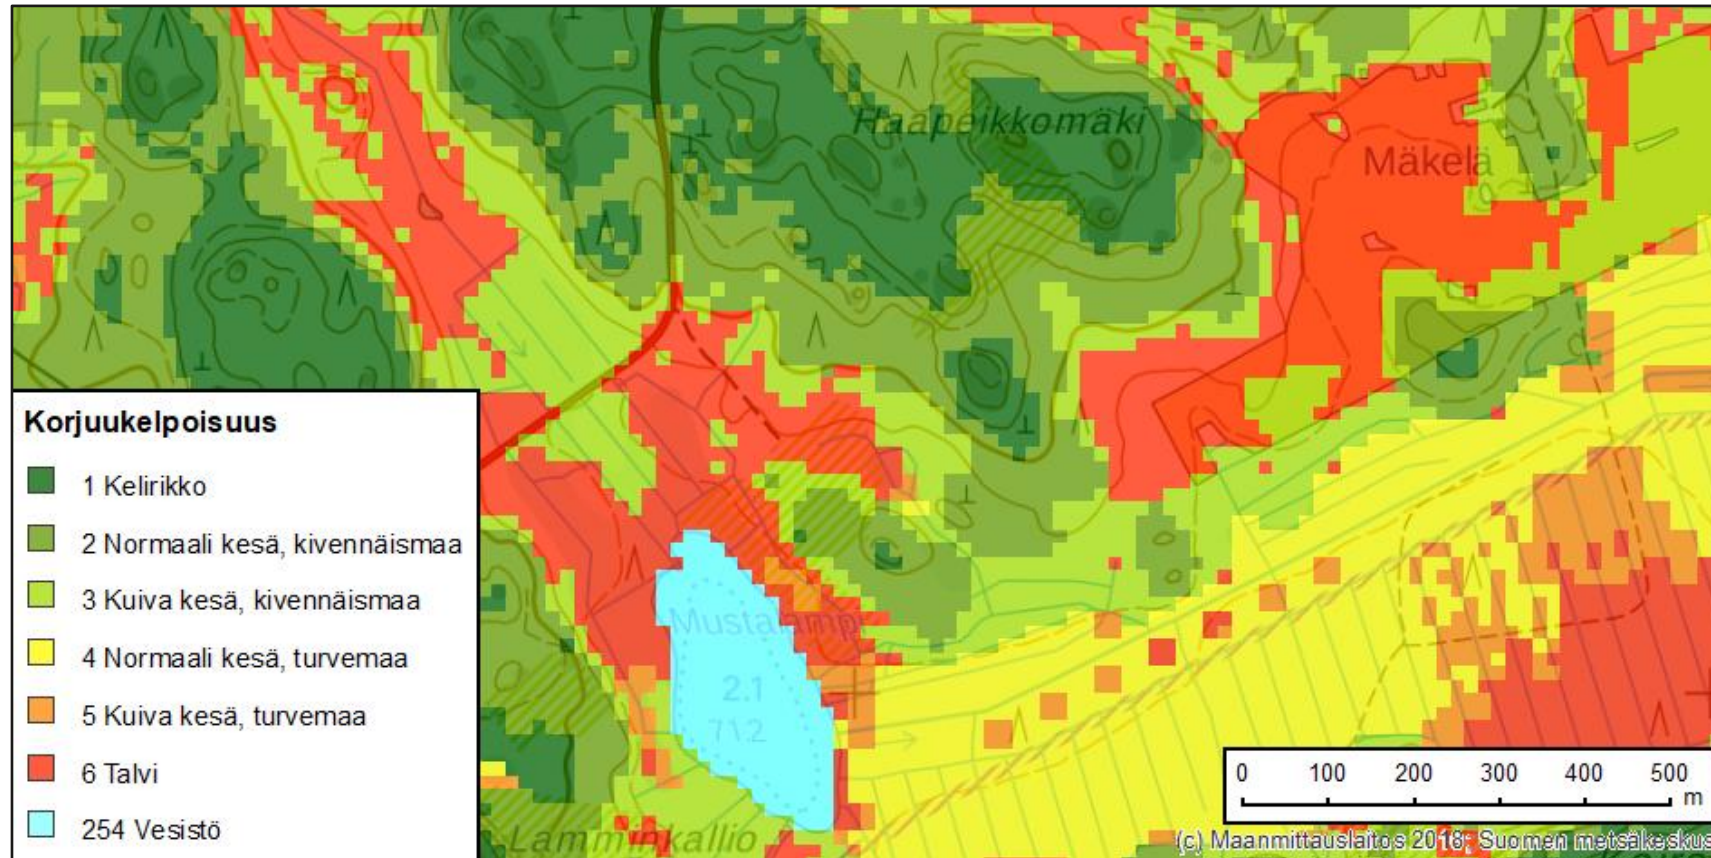 Haapeikkomäki
Mäkelä
Korjuukelpoisuus
1 Kelirikko
2 Normaali kesä, kivennäismaa
3 Kuiva kesä, kivennäismaa
4 Normaali kesä, turvemaa
5 Kuiva kesä, turvemaa
6 Talvi
254 Vesistö
Mustalampi
2.1
71.2
Lamminkallio
0 100 200 300 400 500
m
(c) Maanmittauslaitos 2018; Suomen metsäkeskus